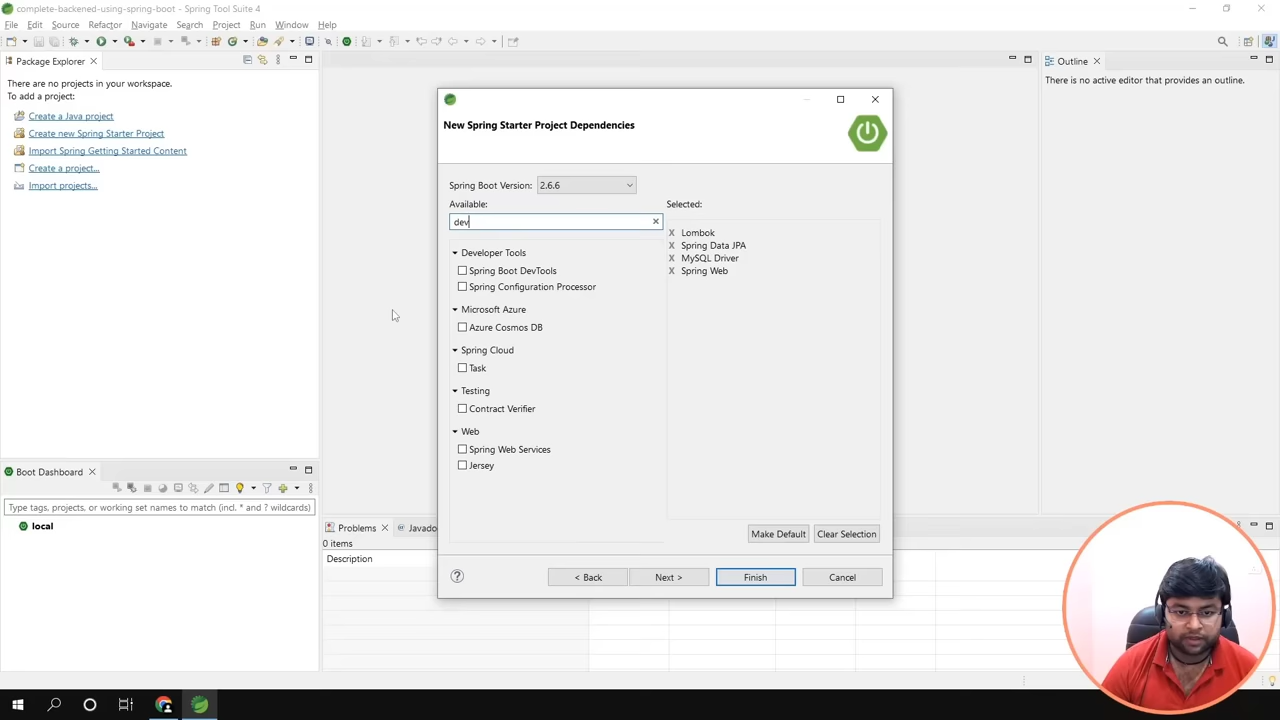 complete-backened-using-spring-boot - Spring Tool Suite 4
File Edit Source Refactor Navigate Search Project Run Window Help
Package Explorer
There are no projects in your workspace.
To add a project:
Create a Java project
Create new Spring Starter Project
Import Spring Getting Started Content
Create a project...
Import projects...
Boot Dashboard
Type tags, projects, or working set names to match (incl. * and ? wildcards)
local
New Spring Starter Project Dependencies
Spring Boot Version: 2.6.6
Available:
dev
Developer Tools
Spring Boot DevTools
Spring Configuration Processor
Microsoft Azure
Azure Cosmos DB
Spring Cloud
Task
Testing
Contract Verifier
Web
Spring Web Services
Jersey
Selected:
X Lombok
X Spring Data JPA
X MySQL Driver
X Spring Web
Make Default Clear Selection
< Back Next > Finish Cancel
Outline
There is no active editor that provides an outline.
Problems Javadoc
0 items
Description